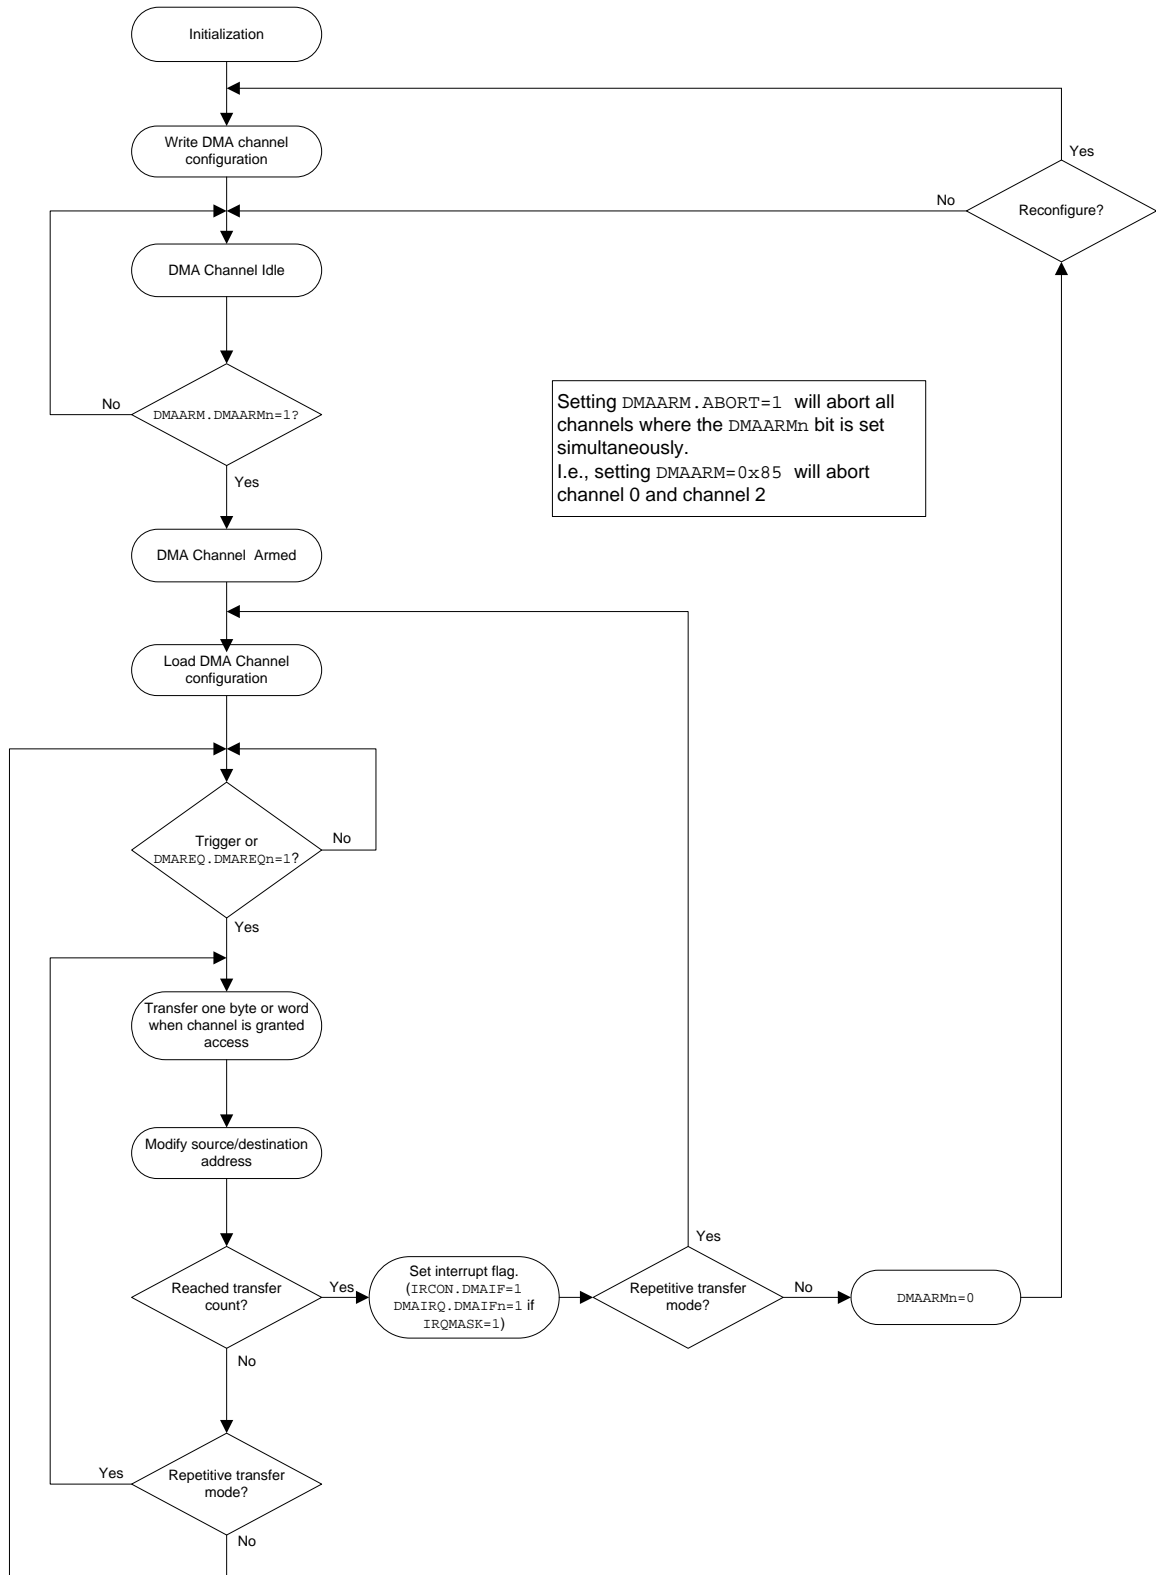 Initialization
Write DMA channel
configuration
Yes
No
Reconfigure?
DMA Channel Idle
No
DMAARM.DMAARMn=1?
Yes
Setting DMAARM.ABORT=1 will abort all
channels where the DMAARMn bit is set
simultaneously.
I.e., setting DMAARM=0x85 will abort
channel 0 and channel 2
DMA Channel Armed
Load DMA Channel
configuration
Trigger or
DMAREQ.DMAREQn=1?
No
Yes
Transfer one byte or word
when channel is granted
access
Modify source/destination
address
Reached transfer
count?
Yes
No
Set interrupt flag.
(IRCON.DMAIF=1
DMAIRQ.DMAIFn=1 if
IRQMASK=1)
Yes
Repetitive transfer
mode?
No
DMAARMn=0
Yes
Repetitive transfer
mode?
No